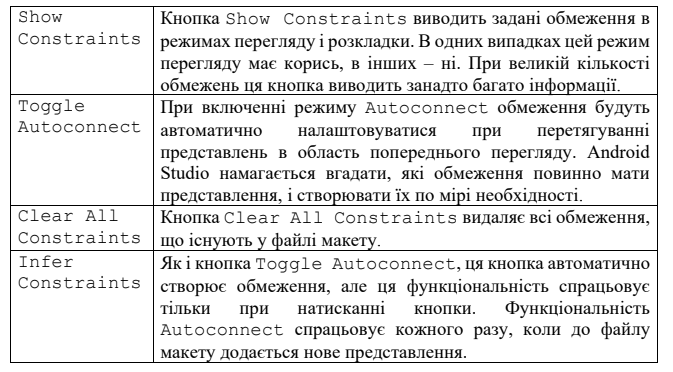 Show
Constraints
Кнопка Show Constraints виводить задані обмеження в
режимах перегляду і розкладки. В одних випадках цей режим
перегляду має корись, в інших – ні. При великій кількості
обмежень ця кнопка виводить занадто багато інформації.
Toggle
Autoconnect
При включенні режиму Autoconnect обмеження будуть
автоматично налаштовуватися при перетягуванні
представлень в область попереднього перегляду. Android
Studio намагається вгадати, які обмеження повинно мати
представлення, і створювати їх по мірі необхідності.
Clear All
Constraints
Кнопка Clear All Constraints видаляє всі обмеження,
що існують у файлі макету.
Infer
Constraints
Як і кнопка Toggle Autoconnect, ця кнопка автоматично
створює обмеження, але ця функціональність спрацьовує
тільки при натисканні кнопки. Функціональність
Autoconnect спрацьовує кожного разу, коли до файлу
макету додається нове представлення.